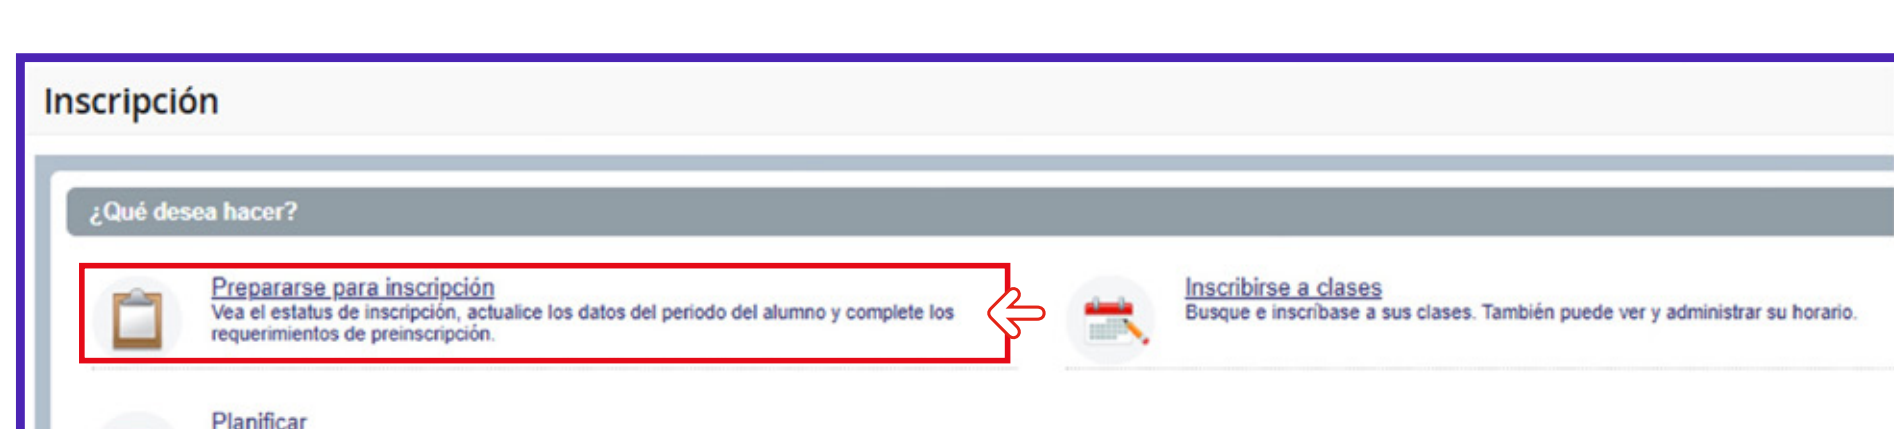 Inscripción
¿Qué desea hacer?
Prepararse para inscripción
Vea el estatus de inscripción, actualice los datos del periodo del alumno y complete los
requerimientos de preinscripción.
Inscribirse a clases
Busque e inscríbase a sus clases. También puede ver y administrar su horario.
Planificar